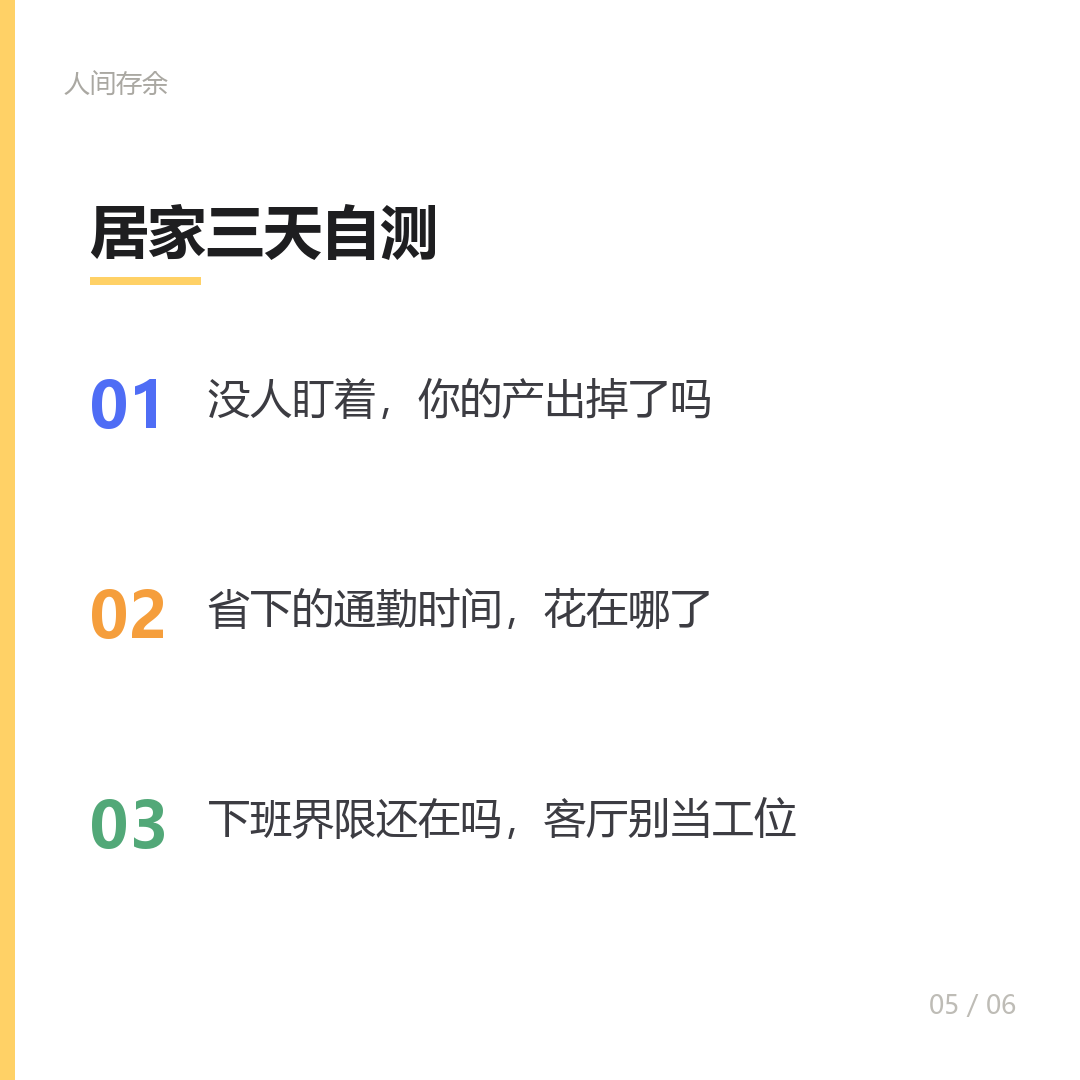 人间存余
居家三天自测
01 没人盯着，你的产出掉了吗
02 省下的通勤时间，花在哪了
03 下班界限还在吗，客厅别当工位
05 / 06